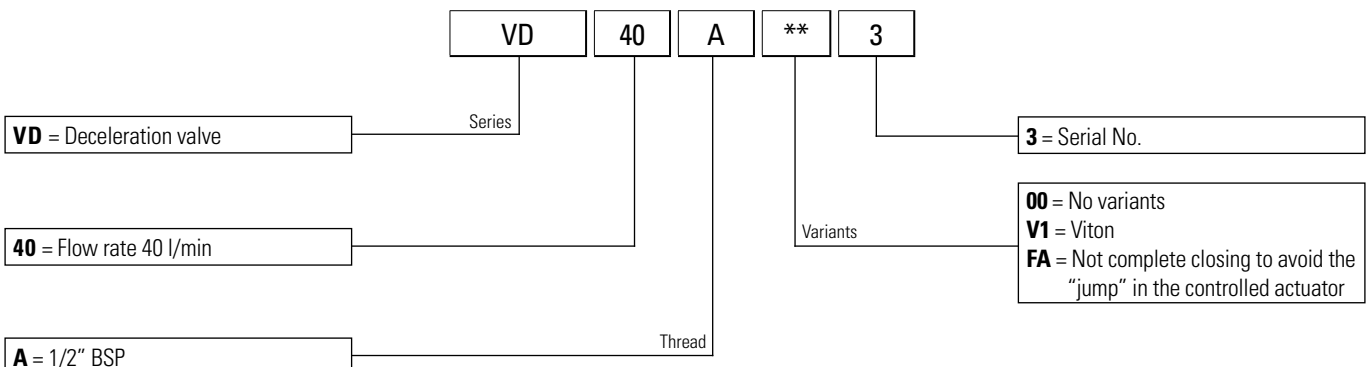 VD 40 A ** 3
Series
VD = Deceleration valve
3 = Serial No.
40 = Flow rate 40 l/min
Variants
00 = No variants
V1 = Viton
FA = Not complete closing to avoid the
“jump” in the controlled actuator
Thread
A = 1/2” BSP